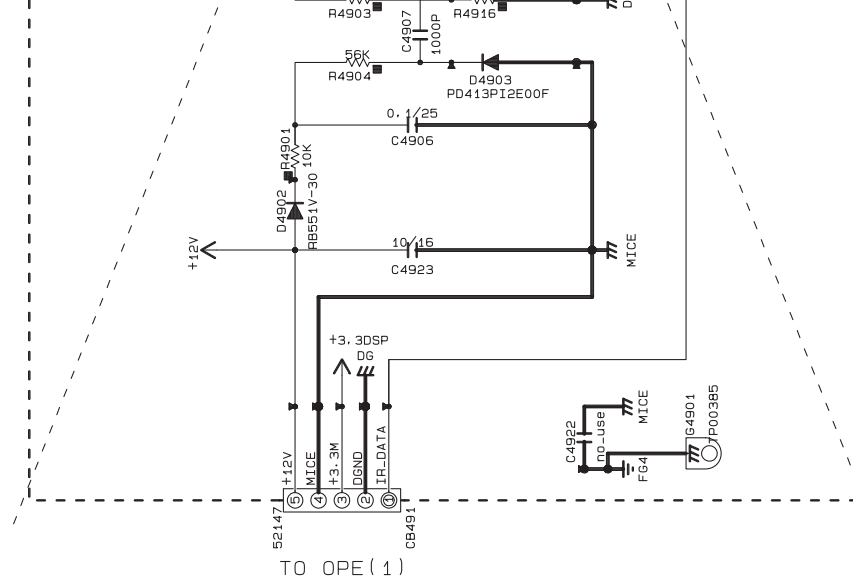 R4903
C4907
1000P
R4916
D
56K
R4904
D4903
PD413PI2E00F
0.1/25
C4906
R4901
10K
D4902
RB551V-30
+12V
10/16
C4923
MICE
+3.3DSP
DG
+12V
MICE
+3.3M
DGND
IR_DATA
5
4
3
2
1
52147
CB491
TO OPE(1)
C4922
no_use
MICE
FG4
G4901
TP00385